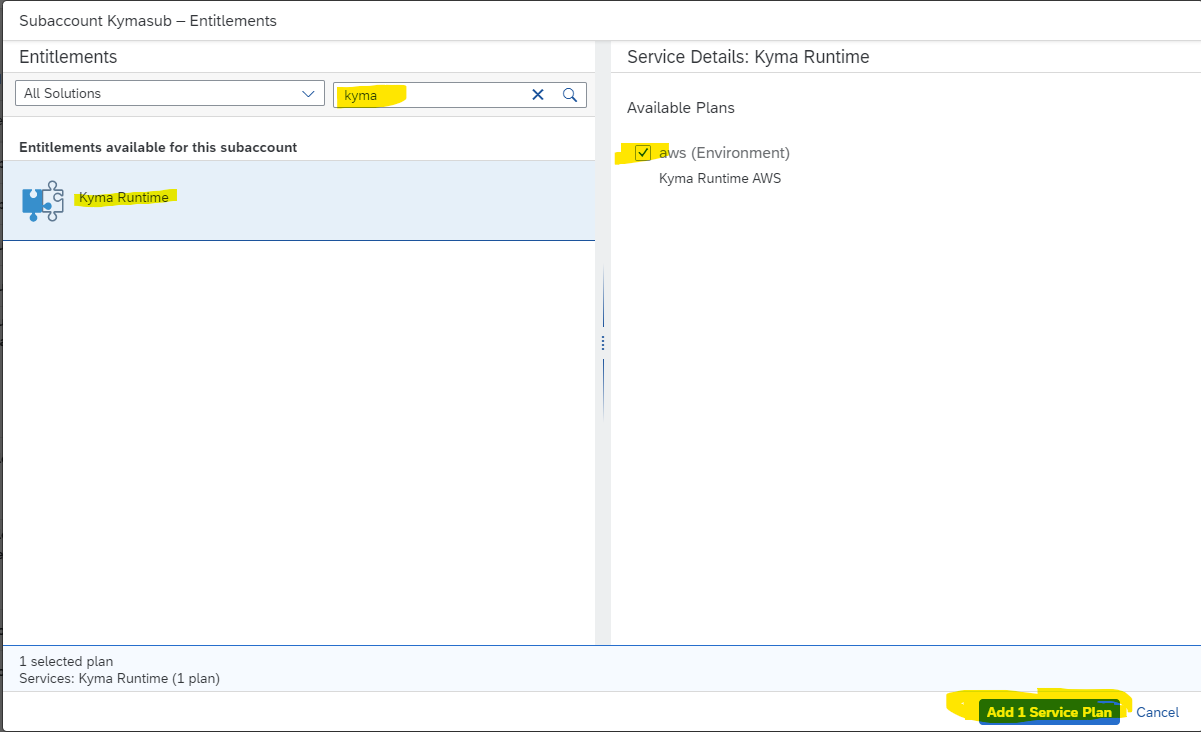 Subaccount Kymasub – Entitlements
Entitlements
All Solutions
kyma
Entitlements available for this subaccount
Kyma Runtime
Service Details: Kyma Runtime
Available Plans
aws (Environment)
Kyma Runtime AWS
1 selected plan
Services: Kyma Runtime (1 plan)
Add 1 Service Plan
Cancel